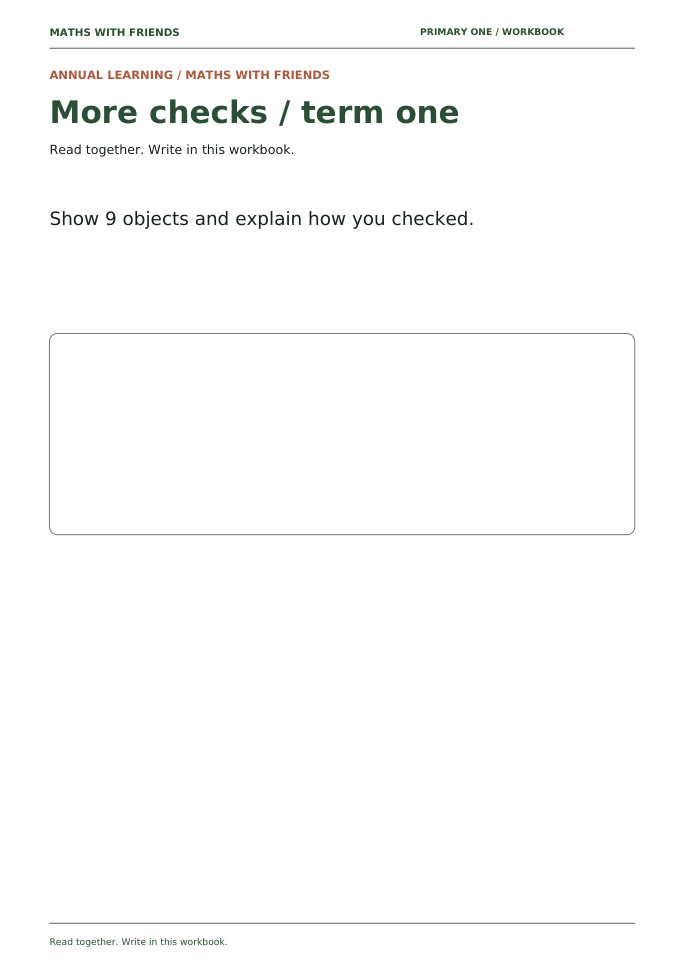 MATHS WITH FRIENDS
PRIMARY ONE / WORKBOOK
ANNUAL LEARNING / MATHS WITH FRIENDS
More checks / term one
Read together. Write in this workbook.
Show 9 objects and explain how you checked.
Read together. Write in this workbook.